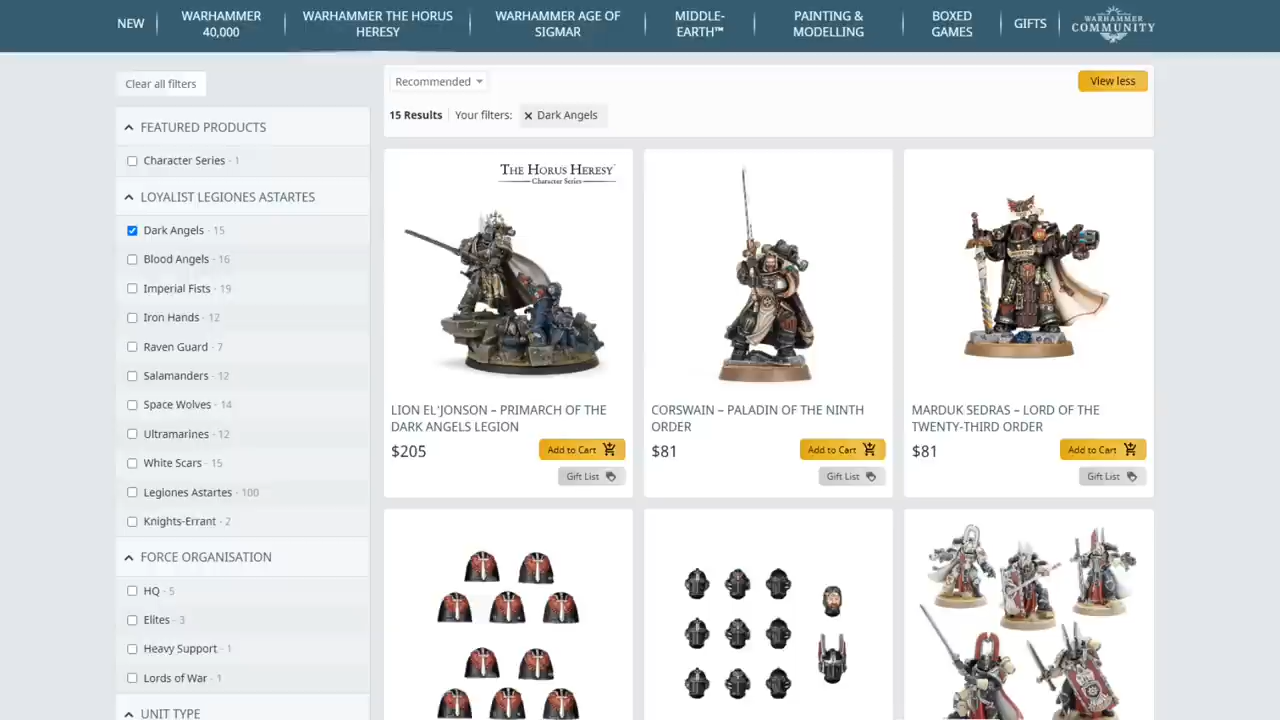 NEW
WARHAMMER
40,000
WARHAMMER THE HORUS
HERESY
WARHAMMER AGE OF
SIGMAR
MIDDLE-
EARTH™
PAINTING &
MODELLING
BOXED
GAMES
GIFTS
WARHAMMER
COMMUNITY
Clear all filters
Recommended
View less
15 Results
Your filters:
× Dark Angels
FEATURED PRODUCTS
Character Series - 1
LOYALIST LEGIONES ASTARTES
Dark Angels - 15
Blood Angels - 16
Imperial Fists - 19
Iron Hands - 12
Raven Guard - 7
Salamanders - 12
Space Wolves - 14
Ultramarines - 12
White Scars - 15
Legiones Astartes - 100
Knights-Errant - 2
FORCE ORGANISATION
HQ - 5
Elites - 3
Heavy Support - 1
Lords of War - 1
UNIT TYPE
THE HORUS HERESY
Character Series
LION EL'JONSON – PRIMARCH OF THE
DARK ANGELS LEGION
$205
Add to Cart
Gift List
CORSWAIN – PALADIN OF THE NINTH
ORDER
$81
Add to Cart
Gift List
MARDUK SEDRAS – LORD OF THE
TWENTY-THIRD ORDER
$81
Add to Cart
Gift List